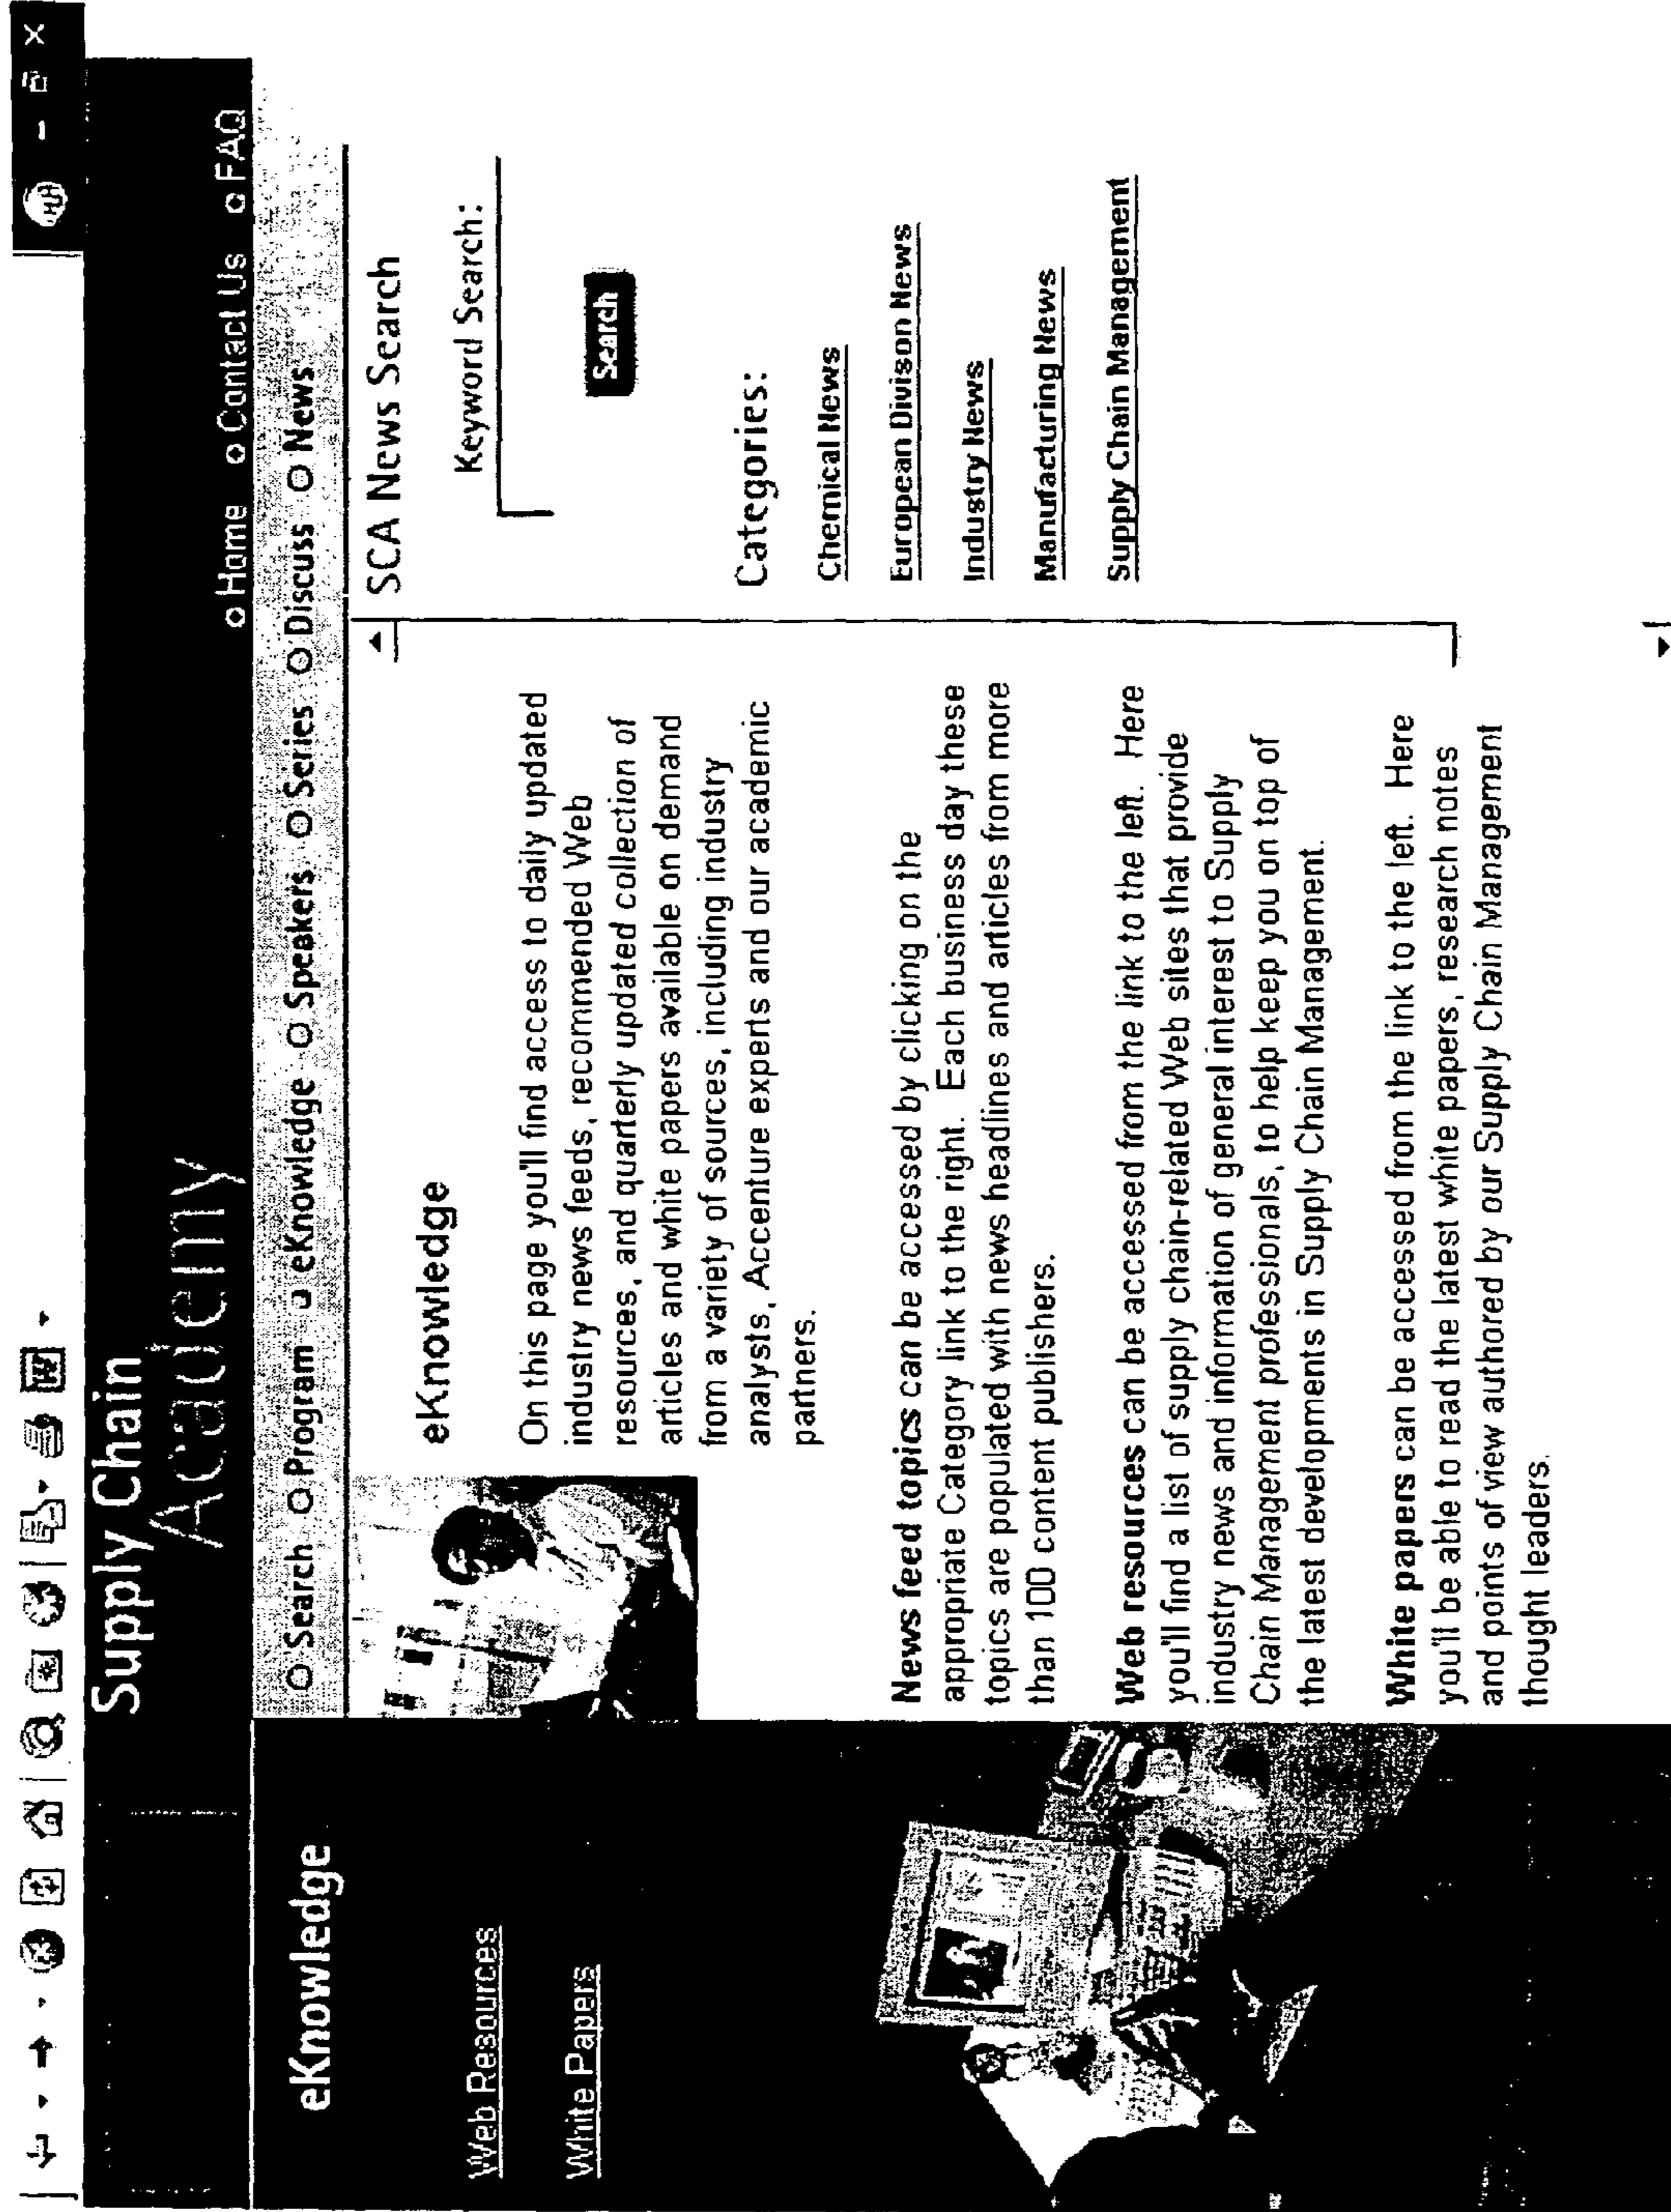 Supply Chain
Academy
Home Contact Us FAQ
Search Program eKnowledge Speakers Series Discuss News
eKnowledge
Web Resources
White Papers
eKnowledge
On this page you'll find access to daily updated
industry news feeds, recommended Web
resources, and quarterly updated collection of
articles and white papers available on demand
from a variety of sources, including industry
analysts, Accenture experts and our academic
partners.
News feed topics can be accessed by clicking on the
appropriate Category link to the right. Each business day these
topics are populated with news headlines and articles from more
than 100 content publishers.
Web resources can be accessed from the link to the left. Here
you'll find a list of supply chain-related Web sites that provide
industry news and information of general interest to Supply
Chain Management professionals, to help keep you on top of
the latest developments in Supply Chain Management.
White papers can be accessed from the link to the left. Here
you'll be able to read the latest white papers, research notes
and points of view authored by our Supply Chain Management
thought leaders.
SCA News Search
Keyword Search:
Search
Categories:
Chemical News
European Divison News
Industry News
Manufacturing News
Supply Chain Management